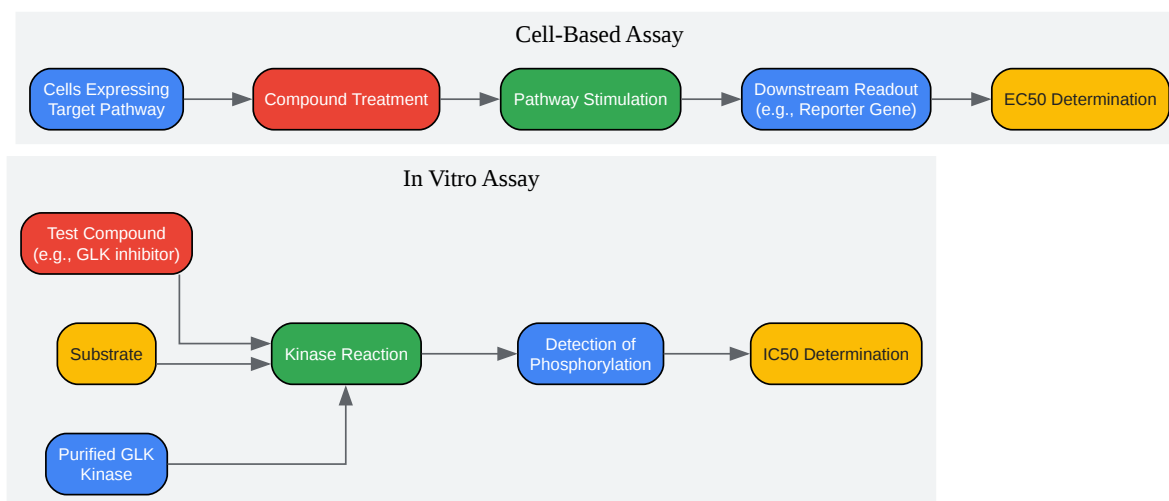 Cell-Based Assay
Cells Expressing
Target Pathway
Compound Treatment
Pathway Stimulation
Downstream Readout
(e.g., Reporter Gene)
EC50 Determination
In Vitro Assay
Test Compound
(e.g., GLK inhibitor)
Substrate
Kinase Reaction
Detection of
Phosphorylation
IC50 Determination
Purified GLK
Kinase